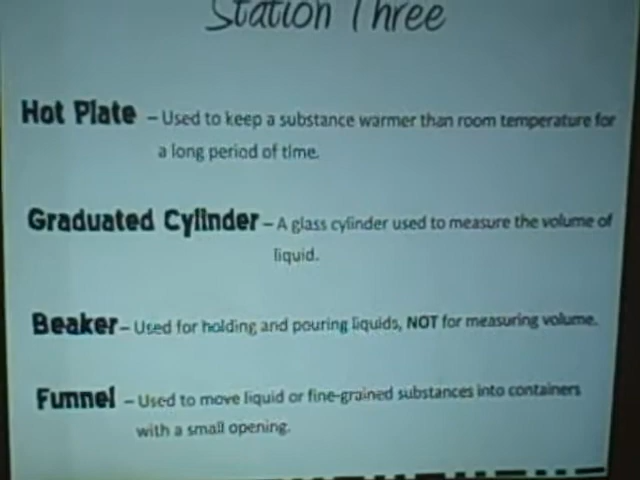 Station Three
Hot Plate – Used to keep a substance warmer than room temperature for
a long period of time.
Graduated Cylinder – A glass cylinder used to measure the volume of
liquid.
Beaker – Used for holding and pouring liquids, NOT for measuring volume.
Funnel – Used to move liquid or fine-grained substances into containers
with a small opening.